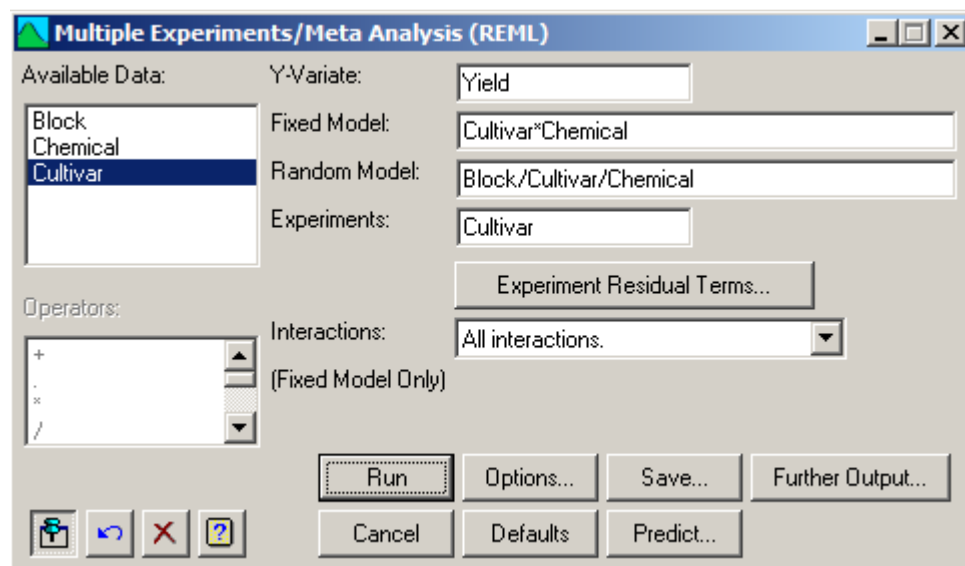 Multiple Experiments/Meta Analysis (REML)
Available Data:
Block
Chemical
Cultivar
Y-Variate:
Yield
Fixed Model:
Cultivar*Chemical
Random Model:
Block/Cultivar/Chemical
Experiments:
Cultivar
Experiment Residual Terms...
Operators:
+
.
*
/
Interactions:
All interactions.
(Fixed Model Only)
Run
Options...
Save...
Further Output...
?
Cancel
Defaults
Predict...